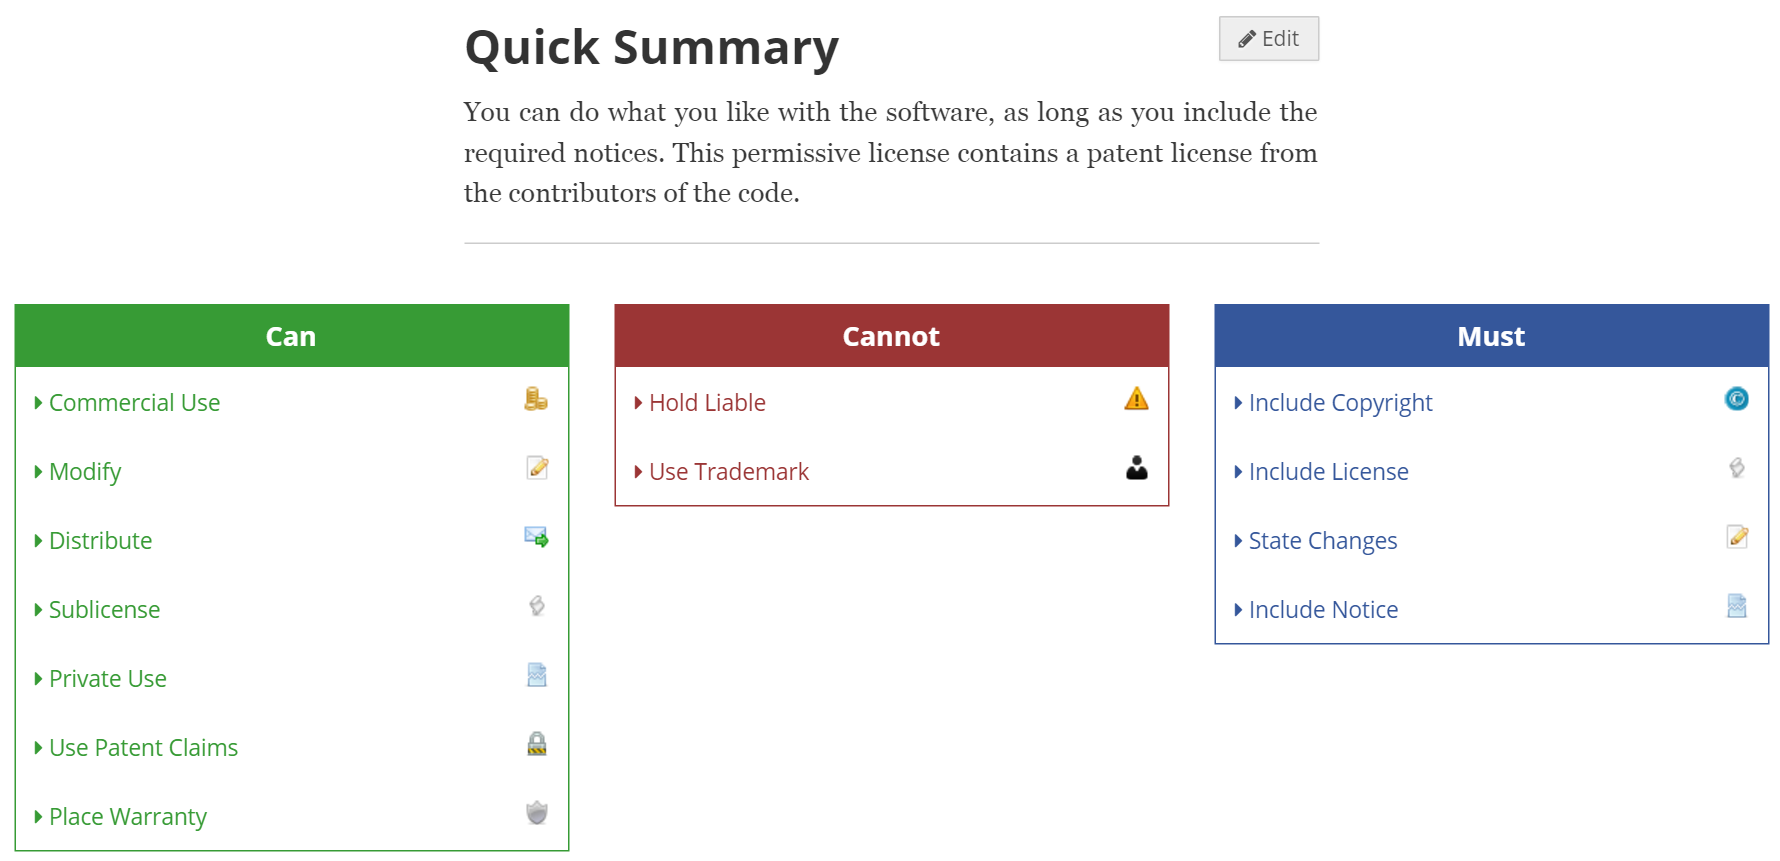 Quick Summary
Edit
You can do what you like with the software, as long as you include the
required notices. This permissive license contains a patent license from
the contributors of the code.
Can
Commercial Use
Modify
Distribute
Sublicense
Private Use
Use Patent Claims
Place Warranty
Cannot
Hold Liable
Use Trademark
Must
Include Copyright
Include License
State Changes
Include Notice